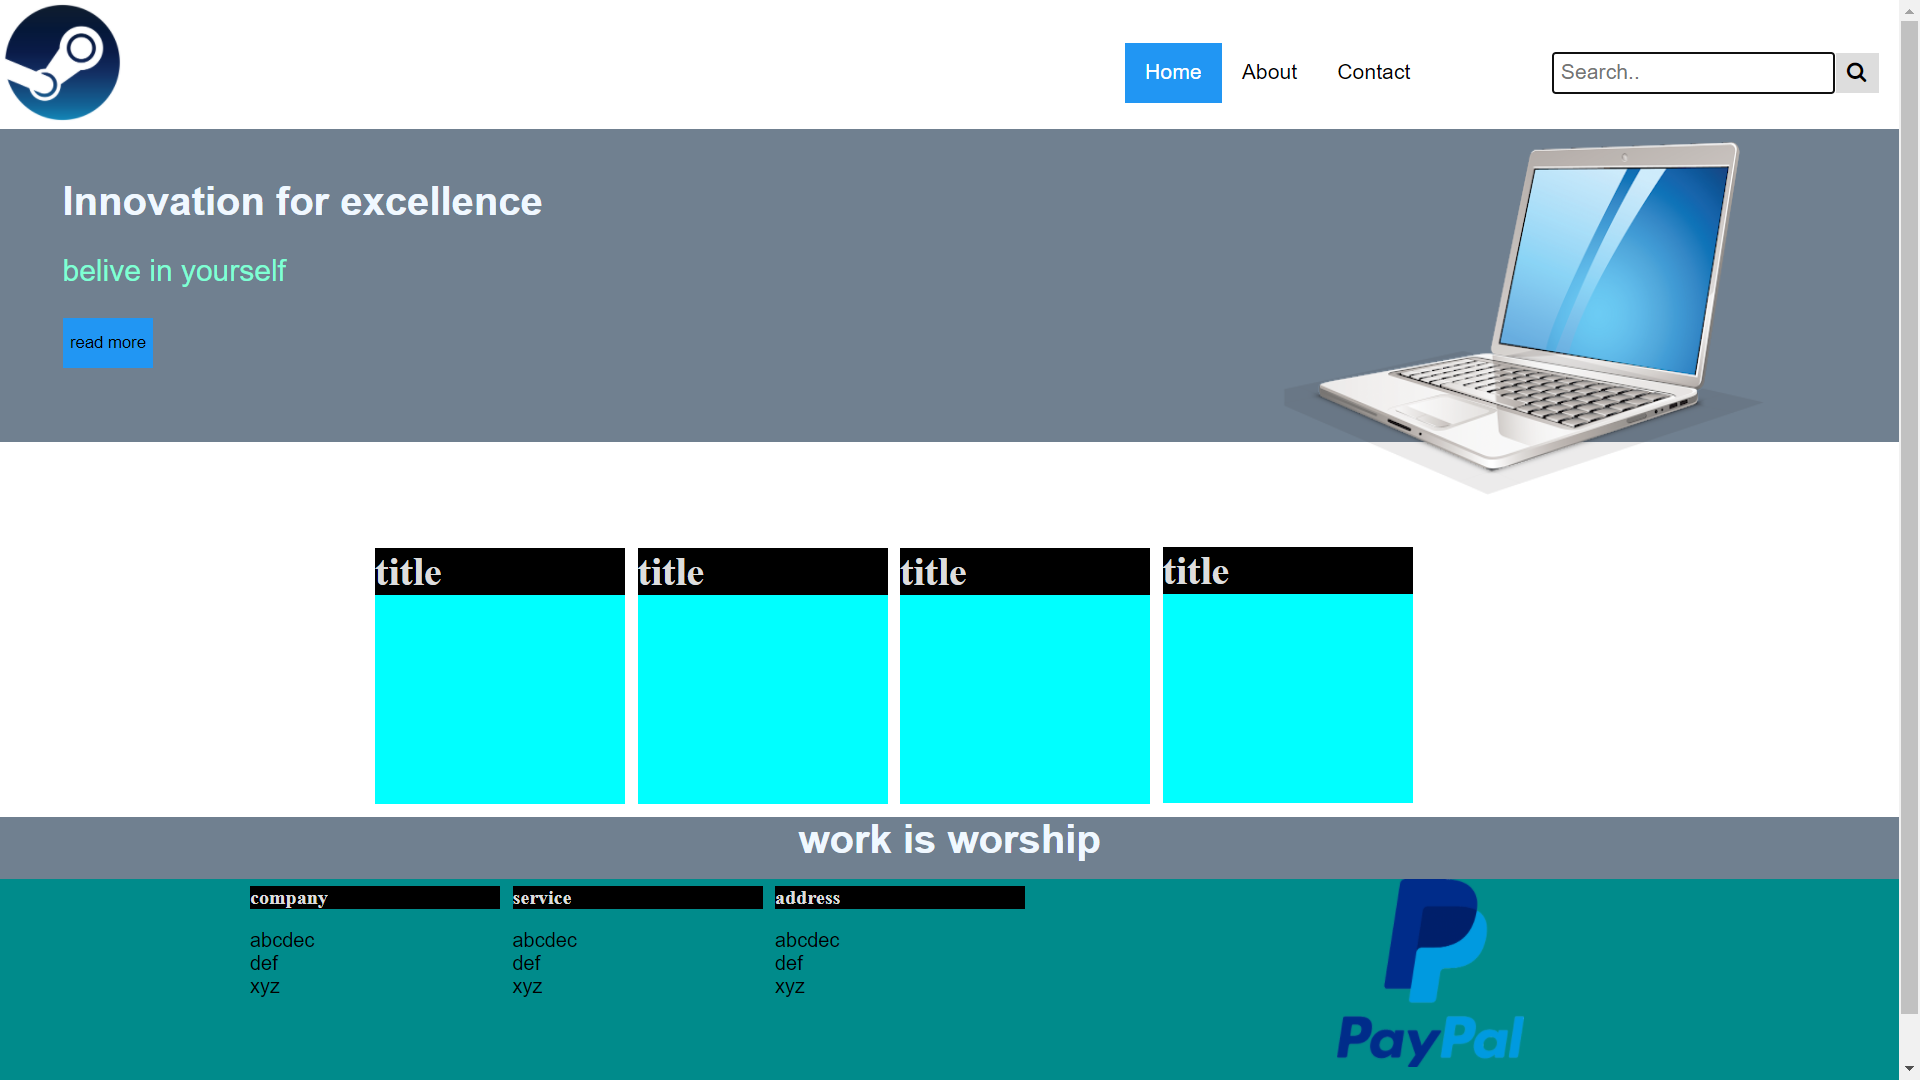 Home About Contact Search..
Innovation for excellence
belive in yourself
read more
title title title title
work is worship
company service address
abcdec abcdec abcdec
def def def
xyz xyz xyz
PayPal